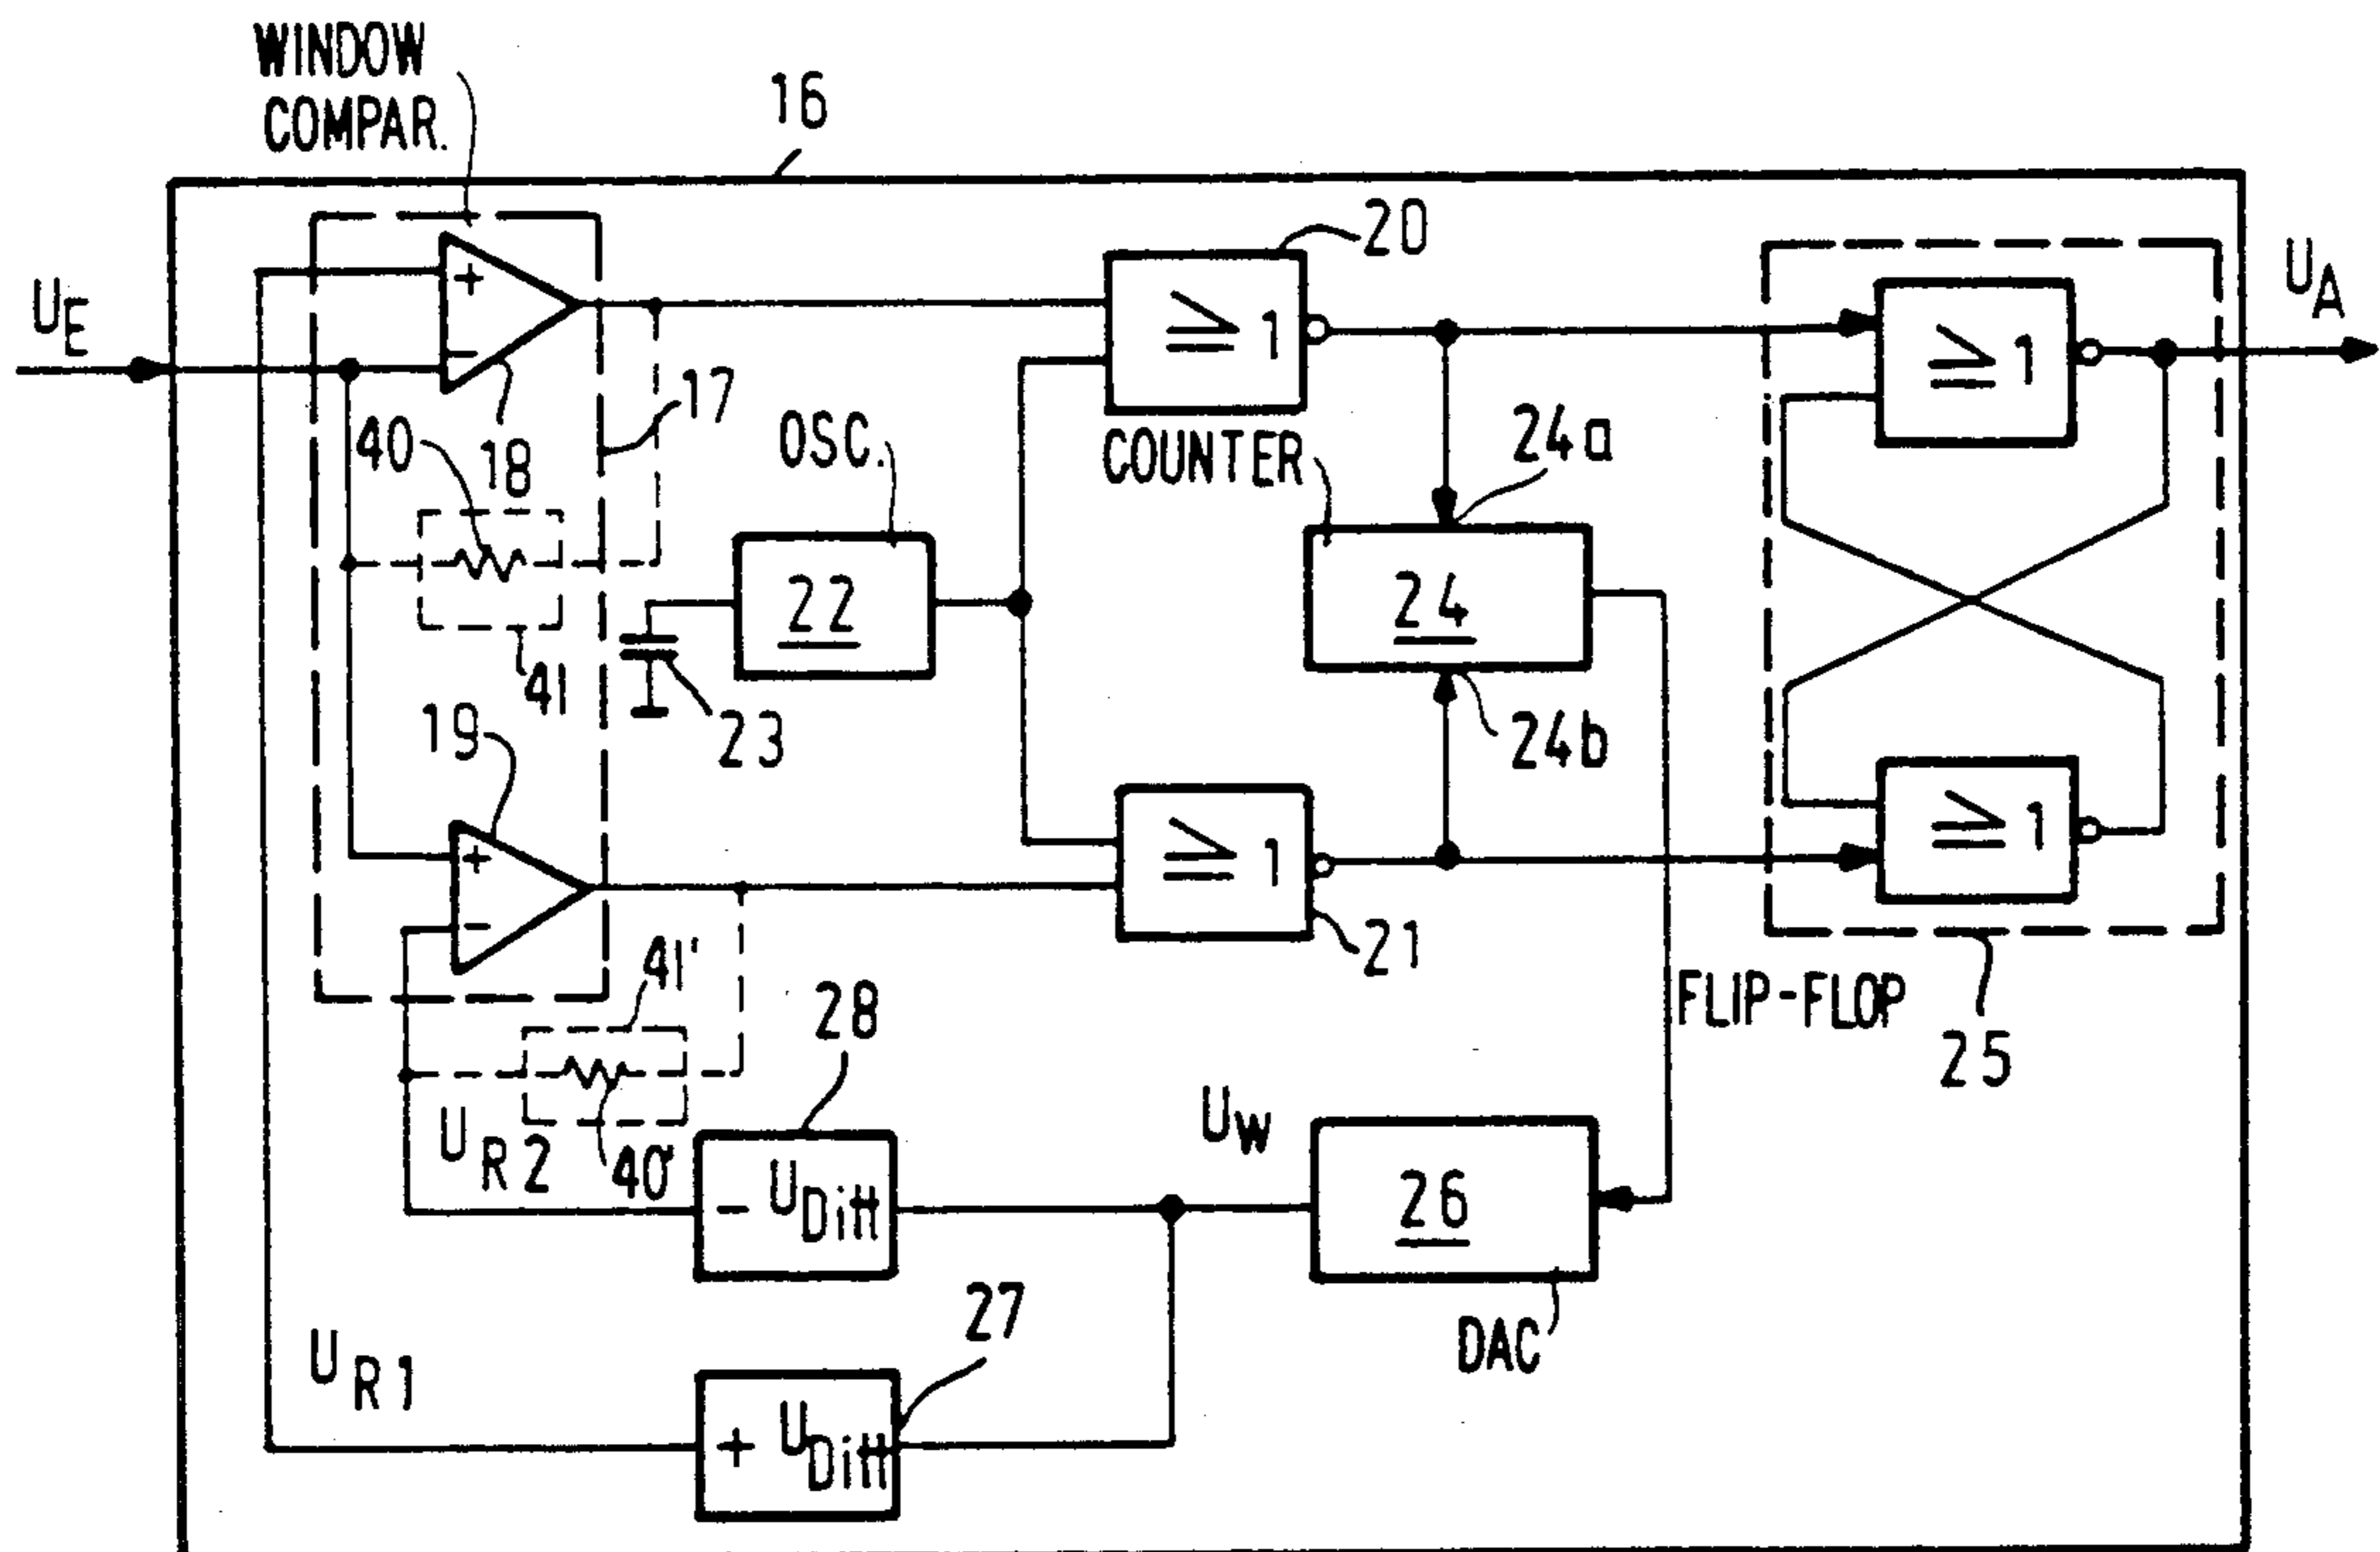 WINDOW
COMPAR.
16
20
U_E
U_A
+
−
≥ 1
≥ 1
17
40
18
OSC.
COUNTER
24a
22
24
41
19
23
24b
+
−
≥ 1
≥ 1
21
41'
28
FLIP-FLOP
25
U_R2
40'
− U_Diff
U_W
26
27
DAC
U_R1
+ U_Diff